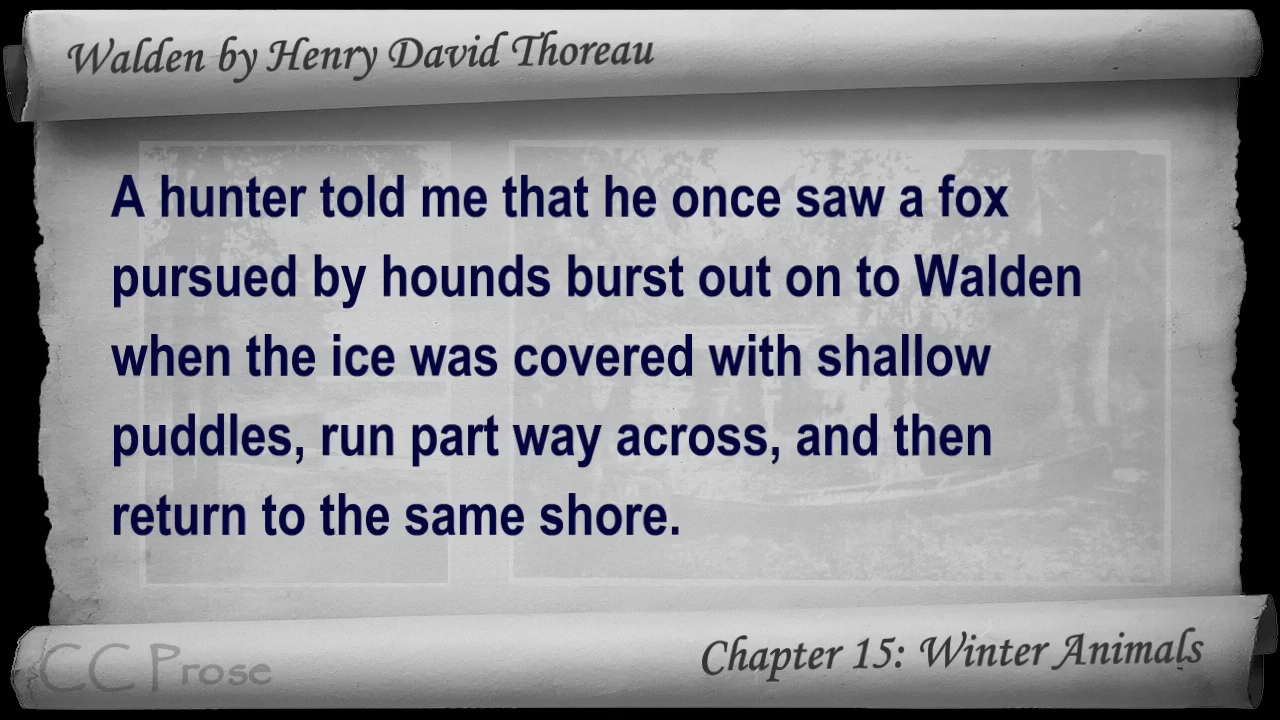 Walden by Henry David Thoreau
A hunter told me that he once saw a fox
pursued by hounds burst out on to Walden
when the ice was covered with shallow
puddles, run part way across, and then
return to the same shore.
CC Prose
Chapter 15: Winter Animals